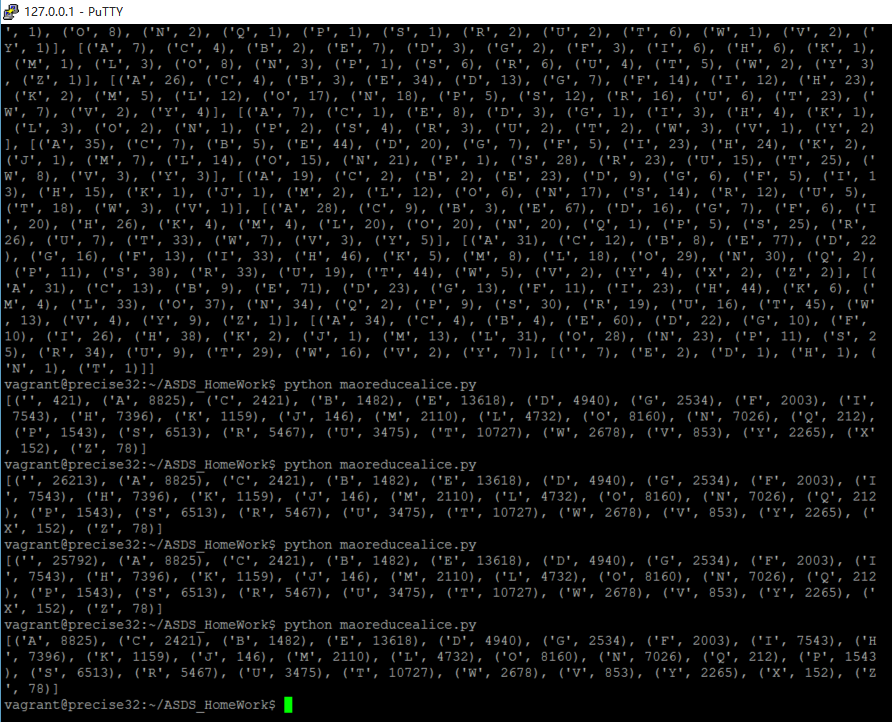 127.0.0.1 - PuTTY
', 1), ('O', 8), ('N', 2), ('Q', 1), ('P', 1), ('S', 1), ('R', 2), ('U', 2), ('T', 6), ('W', 1), ('V', 2), ('
Y', 1)], [('A', 7), ('C', 4), ('B', 2), ('E', 7), ('D', 3), ('G', 2), ('F', 3), ('I', 6), ('H', 6), ('K', 1),
 ('M', 1), ('L', 3), ('O', 8), ('N', 3), ('P', 1), ('S', 6), ('R', 6), ('U', 4), ('T', 5), ('W', 2), ('Y', 3)
, ('Z', 1)], [('A', 26), ('C', 4), ('B', 3), ('E', 34), ('D', 13), ('G', 7), ('F', 14), ('I', 12), ('H', 23),
 ('K', 2), ('M', 5), ('L', 12), ('O', 17), ('N', 18), ('P', 5), ('S', 12), ('R', 16), ('U', 6), ('T', 23), ('
W', 7), ('V', 2), ('Y', 4)], [('A', 7), ('C', 1), ('E', 8), ('D', 3), ('G', 1), ('I', 3), ('H', 4), ('K', 1),
 ('L', 3), ('O', 2), ('N', 1), ('P', 2), ('S', 4), ('R', 3), ('U', 2), ('T', 2), ('W', 3), ('V', 1), ('Y', 2)
], [('A', 35), ('C', 7), ('B', 5), ('E', 44), ('D', 20), ('G', 7), ('F', 5), ('I', 23), ('H', 24), ('K', 2),
('J', 1), ('M', 7), ('L', 14), ('O', 15), ('N', 21), ('P', 1), ('S', 28), ('R', 23), ('U', 15), ('T', 25), ('
W', 8), ('V', 3), ('Y', 3)], [('A', 19), ('C', 2), ('B', 2), ('E', 23), ('D', 9), ('G', 6), ('F', 5), ('I', 1
3), ('H', 15), ('K', 1), ('J', 1), ('M', 2), ('L', 12), ('O', 6), ('N', 17), ('S', 14), ('R', 12), ('U', 5),
('T', 18), ('W', 3), ('V', 1)], [('A', 28), ('C', 9), ('B', 3), ('E', 67), ('D', 16), ('G', 7), ('F', 6), ('I
', 20), ('H', 26), ('K', 4), ('M', 4), ('L', 20), ('O', 20), ('N', 20), ('Q', 1), ('P', 5), ('S', 25), ('R',
26), ('U', 7), ('T', 33), ('W', 7), ('V', 3), ('Y', 5)], [('A', 31), ('C', 12), ('B', 8), ('E', 77), ('D', 22
), ('G', 16), ('F', 13), ('I', 33), ('H', 46), ('K', 5), ('M', 8), ('L', 18), ('O', 29), ('N', 30), ('Q', 2),
 ('P', 11), ('S', 38), ('R', 33), ('U', 19), ('T', 44), ('W', 5), ('V', 2), ('Y', 4), ('X', 2), ('Z', 2)], [(
'A', 31), ('C', 13), ('B', 9), ('E', 71), ('D', 23), ('G', 13), ('F', 11), ('I', 23), ('H', 44), ('K', 6), ('
M', 4), ('L', 33), ('O', 37), ('N', 34), ('Q', 2), ('P', 9), ('S', 30), ('R', 19), ('U', 16), ('T', 45), ('W'
, 13), ('V', 4), ('Y', 9), ('Z', 1)], [('A', 34), ('C', 4), ('B', 4), ('E', 60), ('D', 22), ('G', 10), ('F',
10), ('I', 26), ('H', 38), ('K', 2), ('J', 1), ('M', 13), ('L', 31), ('O', 28), ('N', 23), ('P', 11), ('S', 2
5), ('R', 34), ('U', 9), ('T', 29), ('W', 16), ('V', 2), ('Y', 7)], [('', 7), ('E', 2), ('D', 1), ('H', 1), (
'N', 1), ('T', 1)]]
vagrant@precise32:~/ASDS_HomeWork$ python maoreducealice.py
[('', 421), ('A', 8825), ('C', 2421), ('B', 1482), ('E', 13618), ('D', 4940), ('G', 2534), ('F', 2003), ('I',
 7543), ('H', 7396), ('K', 1159), ('J', 146), ('M', 2110), ('L', 4732), ('O', 8160), ('N', 7026), ('Q', 212),
 ('P', 1543), ('S', 6513), ('R', 5467), ('U', 3475), ('T', 10727), ('W', 2678), ('V', 853), ('Y', 2265), ('X'
, 152), ('Z', 78)]
vagrant@precise32:~/ASDS_HomeWork$ python maoreducealice.py
[('', 26213), ('A', 8825), ('C', 2421), ('B', 1482), ('E', 13618), ('D', 4940), ('G', 2534), ('F', 2003), ('I
', 7543), ('H', 7396), ('K', 1159), ('J', 146), ('M', 2110), ('L', 4732), ('O', 8160), ('N', 7026), ('Q', 212
), ('P', 1543), ('S', 6513), ('R', 5467), ('U', 3475), ('T', 10727), ('W', 2678), ('V', 853), ('Y', 2265), ('
X', 152), ('Z', 78)]
vagrant@precise32:~/ASDS_HomeWork$ python maoreducealice.py
[('', 25792), ('A', 8825), ('C', 2421), ('B', 1482), ('E', 13618), ('D', 4940), ('G', 2534), ('F', 2003), ('I
', 7543), ('H', 7396), ('K', 1159), ('J', 146), ('M', 2110), ('L', 4732), ('O', 8160), ('N', 7026), ('Q', 212
), ('P', 1543), ('S', 6513), ('R', 5467), ('U', 3475), ('T', 10727), ('W', 2678), ('V', 853), ('Y', 2265), ('
X', 152), ('Z', 78)]
vagrant@precise32:~/ASDS_HomeWork$ python maoreducealice.py
[('A', 8825), ('C', 2421), ('B', 1482), ('E', 13618), ('D', 4940), ('G', 2534), ('F', 2003), ('I', 7543), ('H
', 7396), ('K', 1159), ('J', 146), ('M', 2110), ('L', 4732), ('O', 8160), ('N', 7026), ('Q', 212), ('P', 1543
), ('S', 6513), ('R', 5467), ('U', 3475), ('T', 10727), ('W', 2678), ('V', 853), ('Y', 2265), ('X', 152), ('Z
', 78)]
vagrant@precise32:~/ASDS_HomeWork$